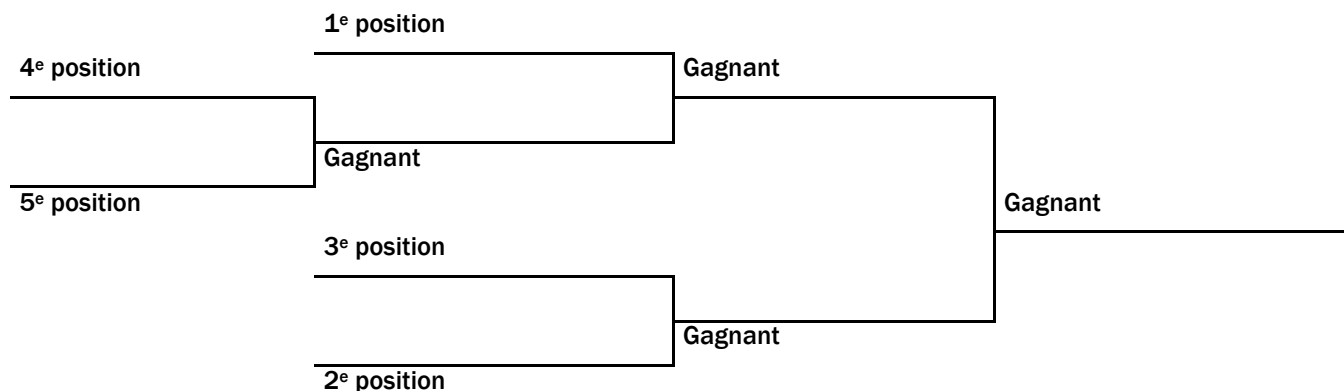 1ᵉ position
4ᵉ position
Gagnant
Gagnant
5ᵉ position
Gagnant
3ᵉ position
Gagnant
2ᵉ position